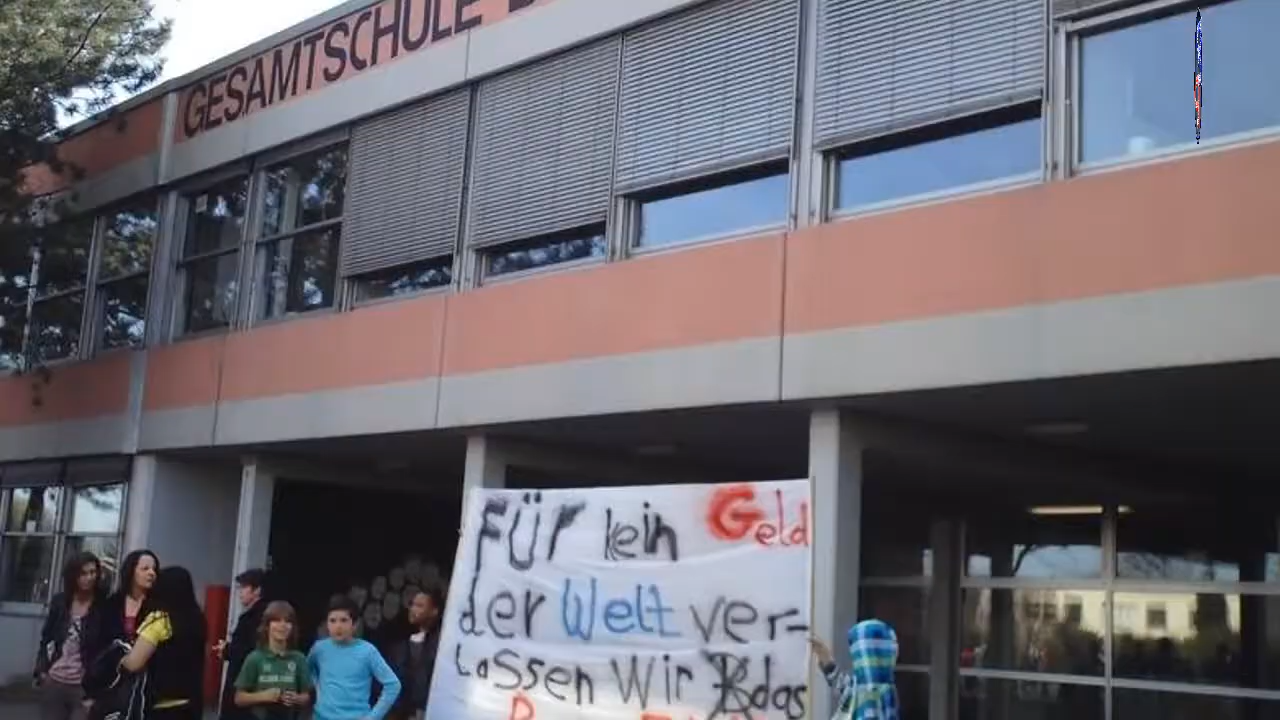 GESAMTSCHULE
Für kein Geld
der Welt ver-
Lassen Wir das